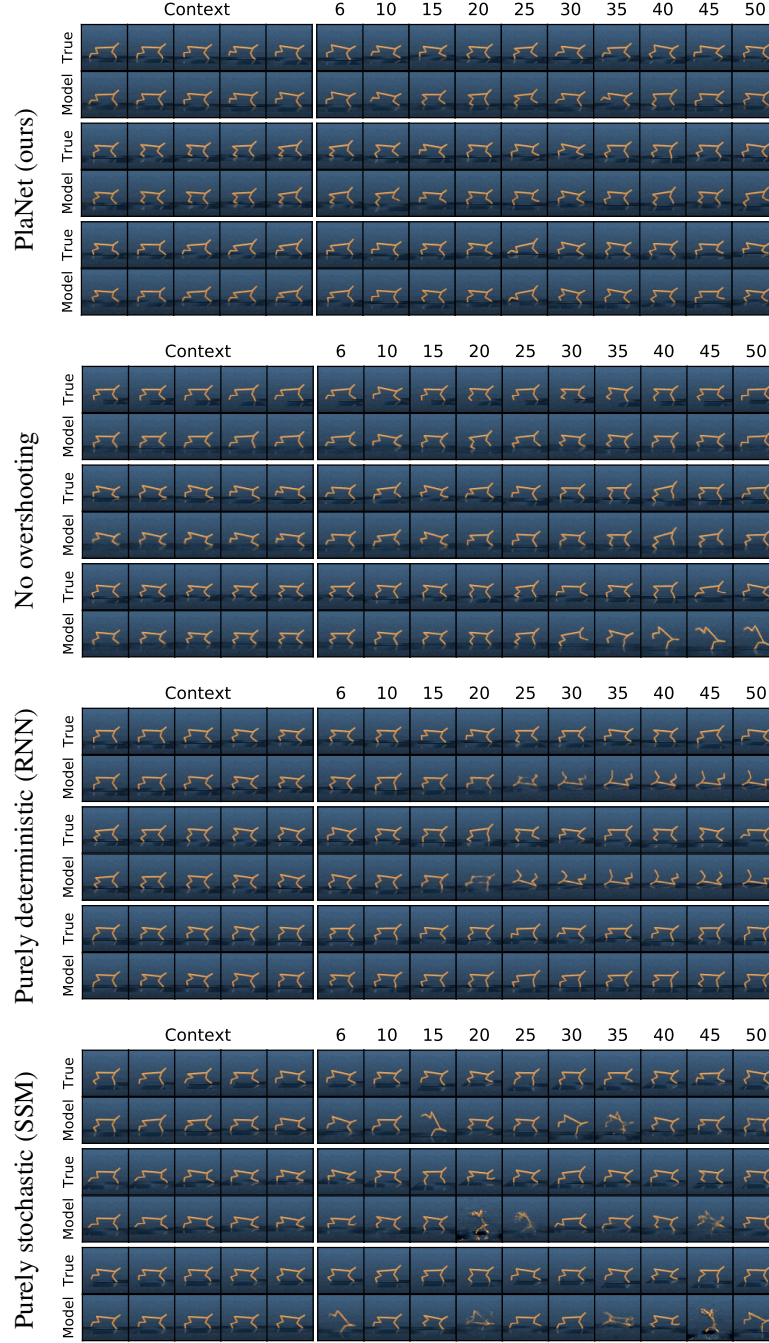 Context 6 10 15 20 25 30 35 40 45 50
PlaNet (ours)
True
Model
True
Model
True
Model
Context 6 10 15 20 25 30 35 40 45 50
No overshooting
True
Model
True
Model
True
Model
Context 6 10 15 20 25 30 35 40 45 50
Purely deterministic (RNN)
True
Model
True
Model
True
Model
Context 6 10 15 20 25 30 35 40 45 50
Purely stochastic (SSM)
True
Model
True
Model
True
Model